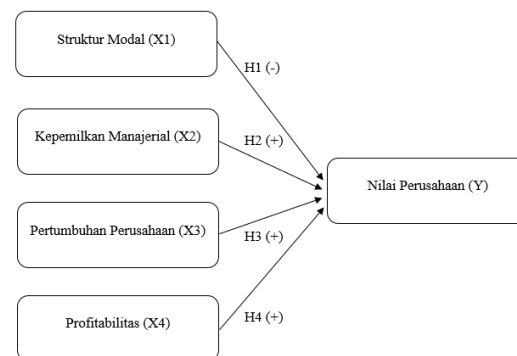 Struktur Modal (X1)
H1 (-)
Kepemilkan Manajerial (X2)
H2 (+)
Nilai Perusahaan (Y)
Pertumbuhan Perusahaan (X3)
H3 (+)
Profitabilitas (X4)
H4 (+)